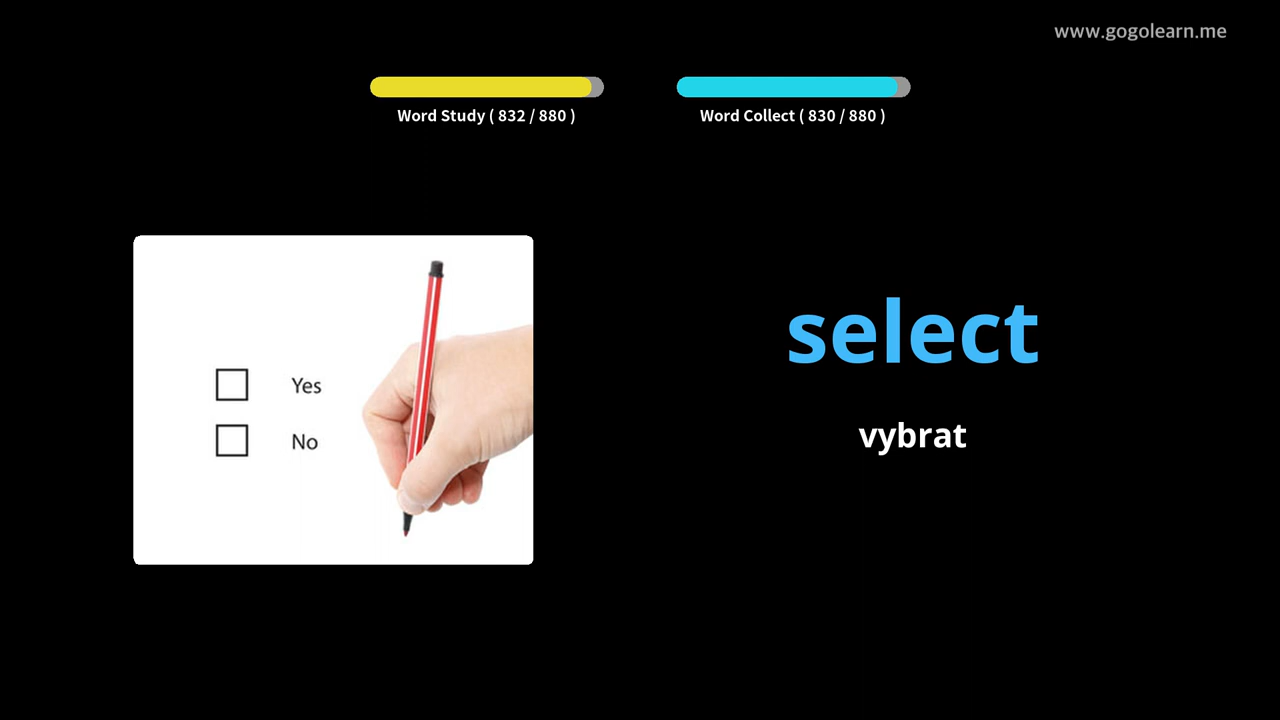 www.gogolearn.me
Word Study ( 832 / 880 )
Word Collect ( 830 / 880 )
Yes
No
select
vybrat